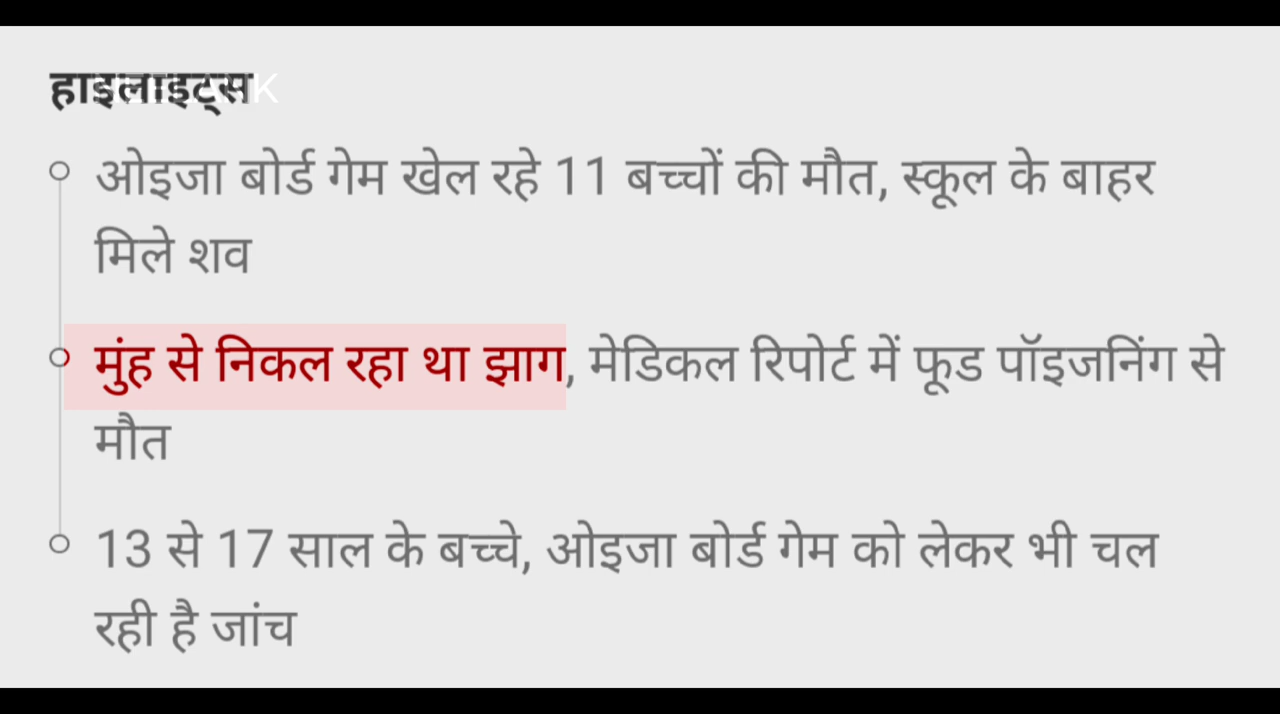 हाइलाइट्स
ओइजा बोर्ड गेम खेल रहे 11 बच्चों की मौत, स्कूल के बाहर
मिले शव
मुंह से निकल रहा था झाग, मेडिकल रिपोर्ट में फूड पॉइजनिंग से
मौत
13 से 17 साल के बच्चे, ओइजा बोर्ड गेम को लेकर भी चल
रही है जांच